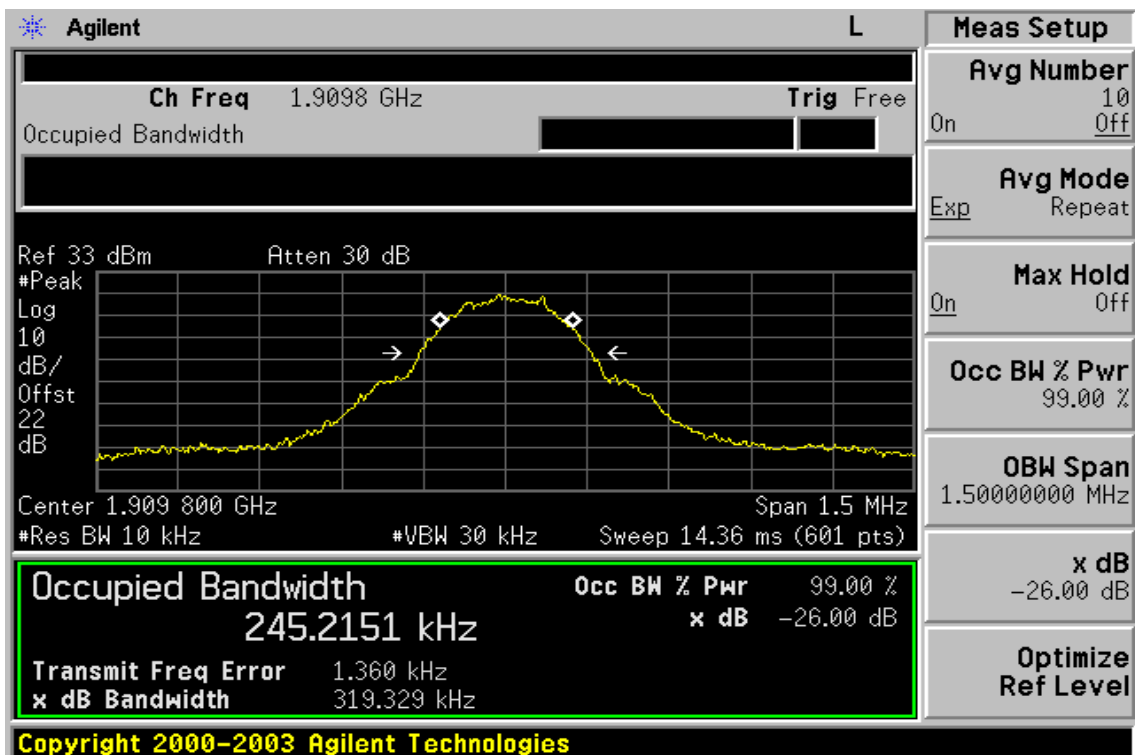 Agilent L
Ch Freq 1.9098 GHz Trig Free
Occupied Bandwidth
Ref 33 dBm Atten 30 dB
#Peak
Log
10
dB/
Offst
22
dB
Center 1.909 800 GHz Span 1.5 MHz
#Res BW 10 kHz #VBW 30 kHz Sweep 14.36 ms (601 pts)
Occupied Bandwidth Occ BW % Pwr 99.00 %
245.2151 kHz x dB -26.00 dB
Transmit Freq Error 1.360 kHz
x dB Bandwidth 319.329 kHz
Copyright 2000-2003 Agilent Technologies
Meas Setup
Avg Number
10
On Off
Avg Mode
Exp Repeat
Max Hold
On Off
Occ BW % Pwr
99.00 %
OBW Span
1.50000000 MHz
x dB
-26.00 dB
Optimize
Ref Level